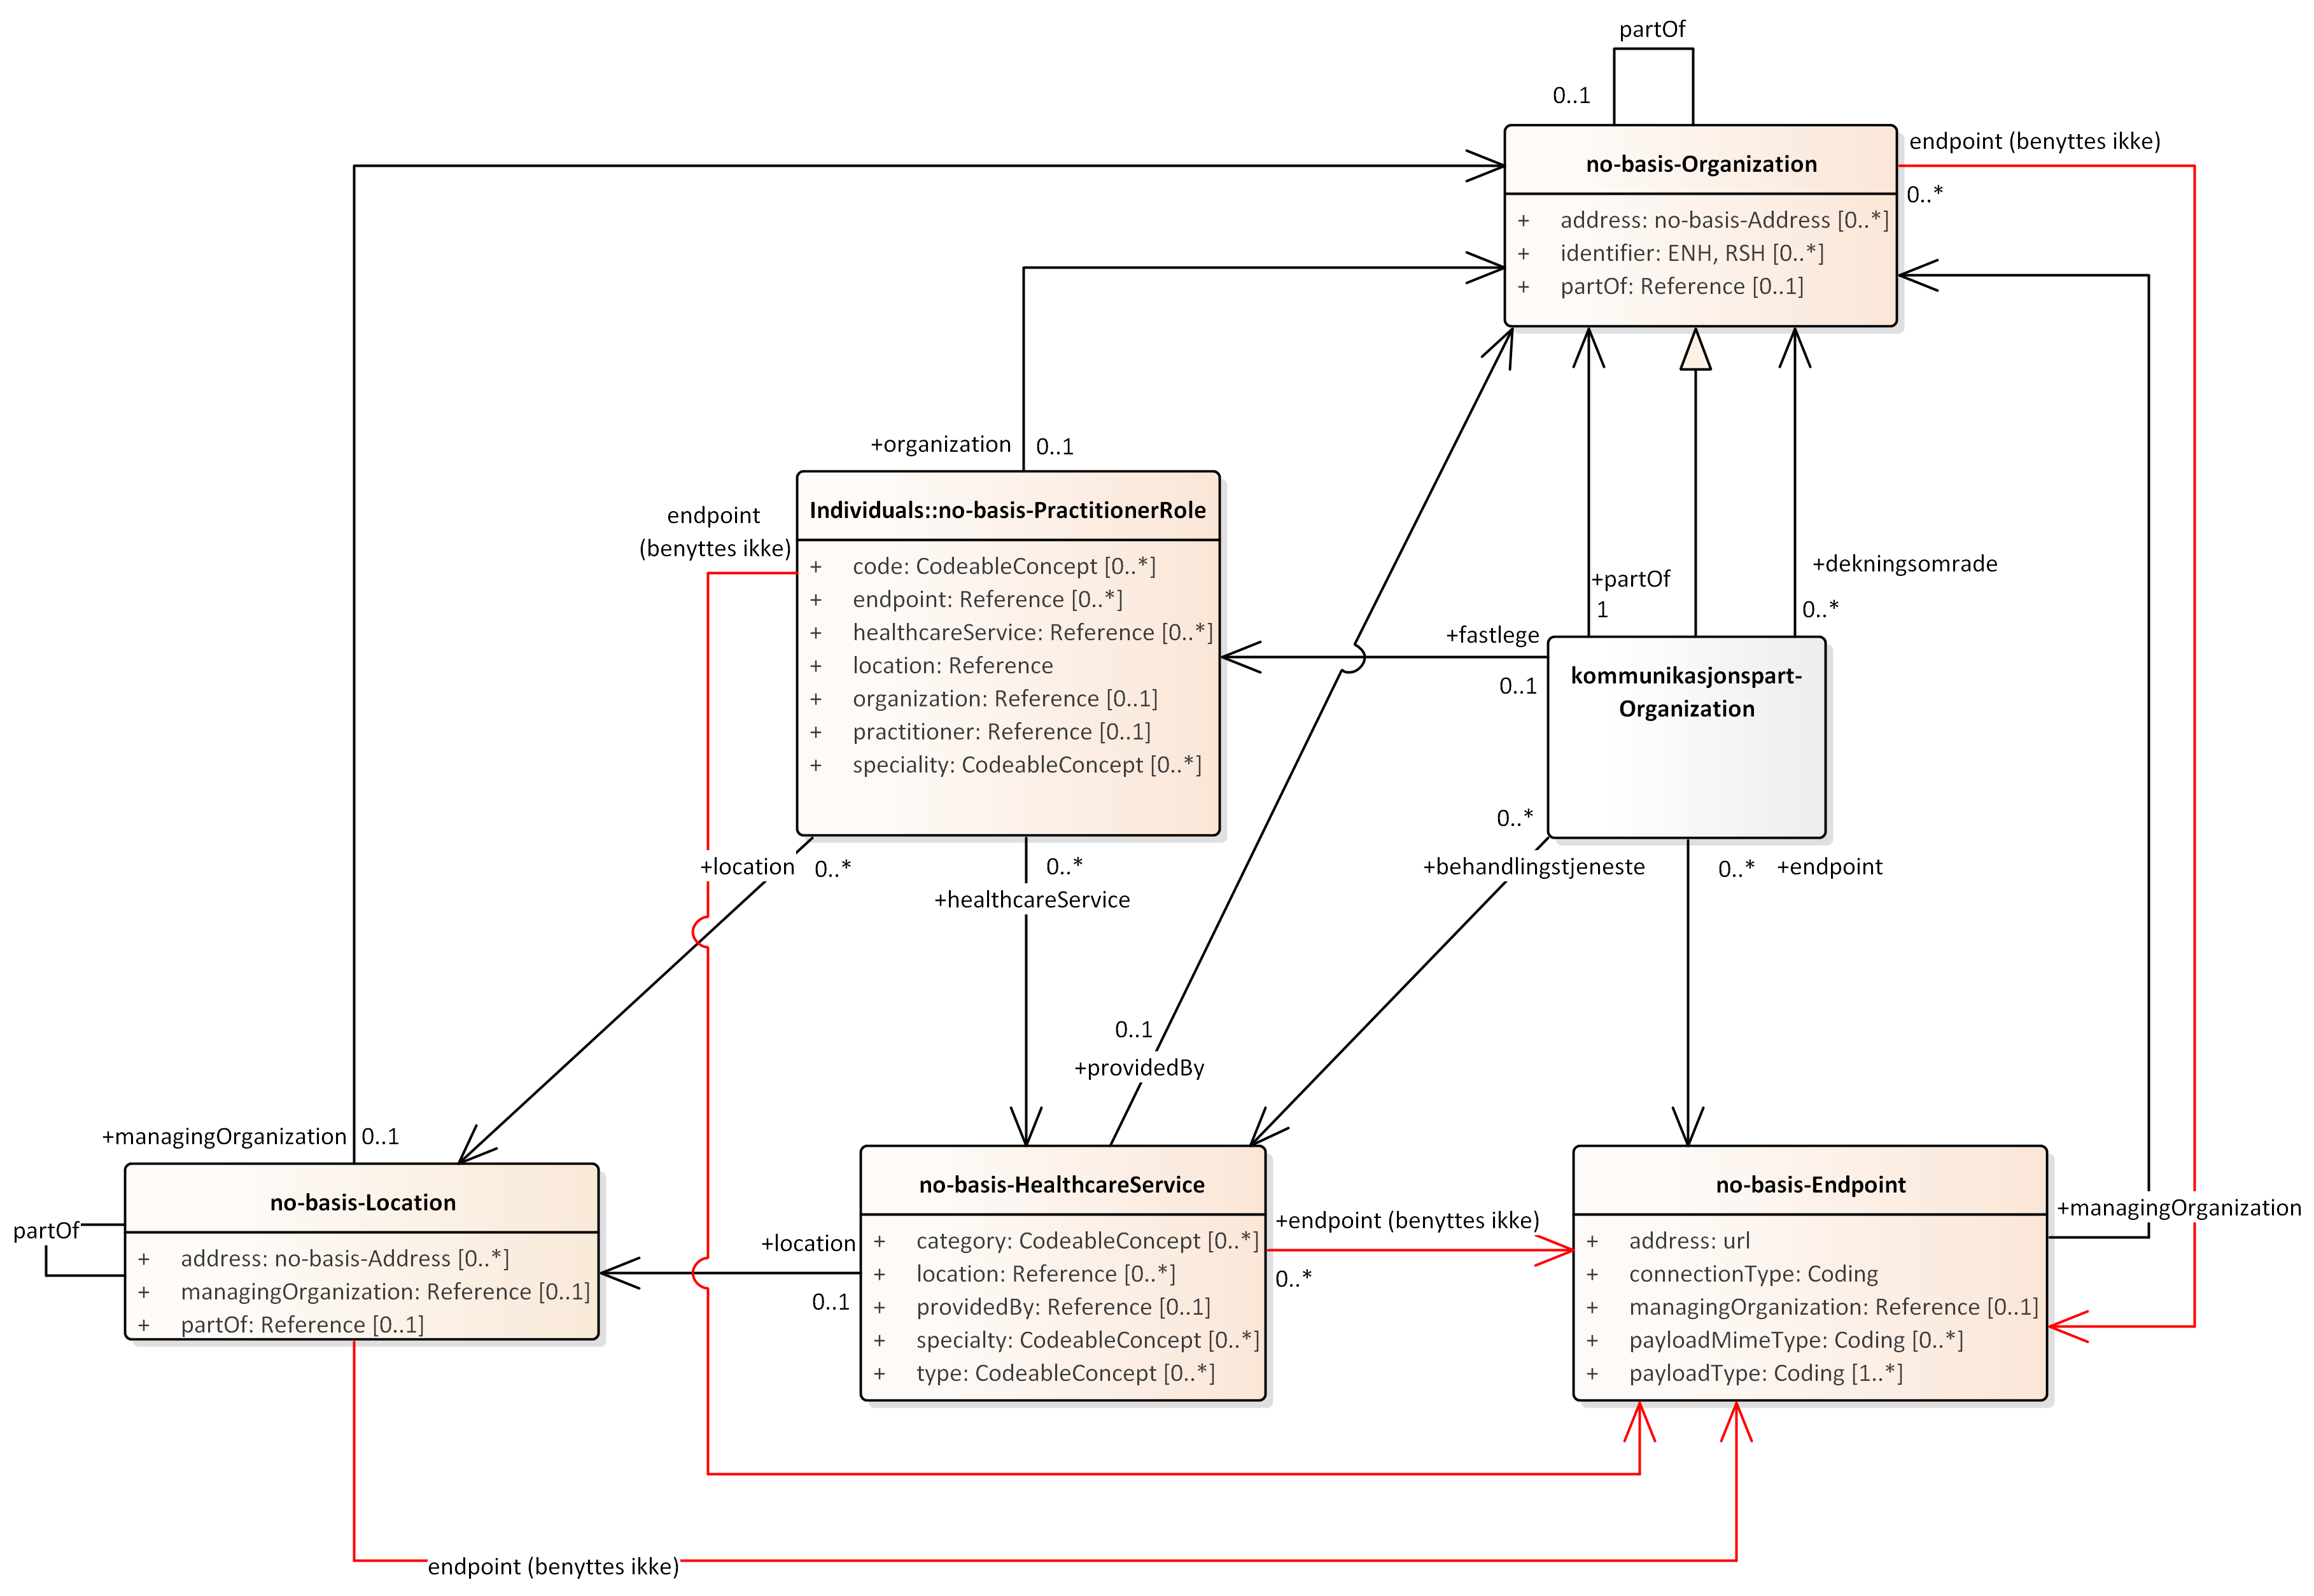 partOf
0..1
endpoint (benyttes ikke)
0..*
no-basis-Organization
+ address: no-basis-Address [0..*]
+ identifier: ENH, RSH [0..*]
+ partOf: Reference [0..1]
+organization
0..1
endpoint
(benyttes ikke)
Individuals::no-basis-PractitionerRole
+ code: CodeableConcept [0..*]
+ endpoint: Reference [0..*]
+ healthcareService: Reference [0..*]
+ location: Reference
+ organization: Reference [0..1]
+ practitioner: Reference [0..1]
+ speciality: CodeableConcept [0..*]
+partOf
1
+dekningsomrade
0..*
+fastlege
0..1
kommunikasjonspart-
Organization
0..*
+behandlingstjeneste
0..* +endpoint
+location
0..*
0..*
+healthcareService
0..1
+providedBy
+managingOrganization
0..1
no-basis-Location
partOf
+ address: no-basis-Address [0..*]
+ managingOrganization: Reference [0..1]
+ partOf: Reference [0..1]
+location
0..1
no-basis-HealthcareService
+ category: CodeableConcept [0..*]
+ location: Reference [0..*]
+ providedBy: Reference [0..1]
+ specialty: CodeableConcept [0..*]
+ type: CodeableConcept [0..*]
+endpoint (benyttes ikke)
0..*
no-basis-Endpoint
+ address: url
+ connectionType: Coding
+ managingOrganization: Reference [0..1]
+ payloadMimeType: Coding [0..*]
+ payloadType: Coding [1..*]
+managingOrganization
endpoint (benyttes ikke)